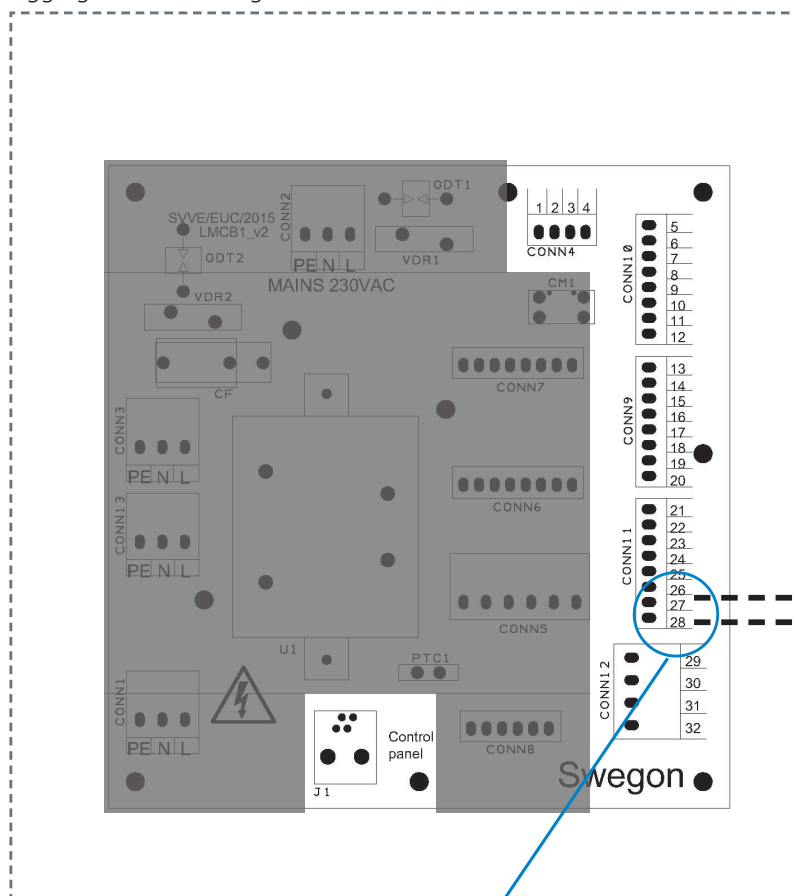 GDT1
CONN2
SVVE/EUC/2015
LMCB1_v2
1 2 3 4
CONN4
GDT2
VDR1
PE N L
MAINS 230VAC
VDR2
CM1
CF
CONN7
CONN10
5
6
7
8
9
10
11
12
CONN9
13
14
15
16
17
18
19
20
CONN3
PE N L
CONN6
CONN13
PE N L
CONN11
21
22
23
24
25
26
27
28
CONN5
U1
PTC1
CONN12
29
30
31
32
CONN1
PE N L
Control
panel
J1
CONN8
Swegon